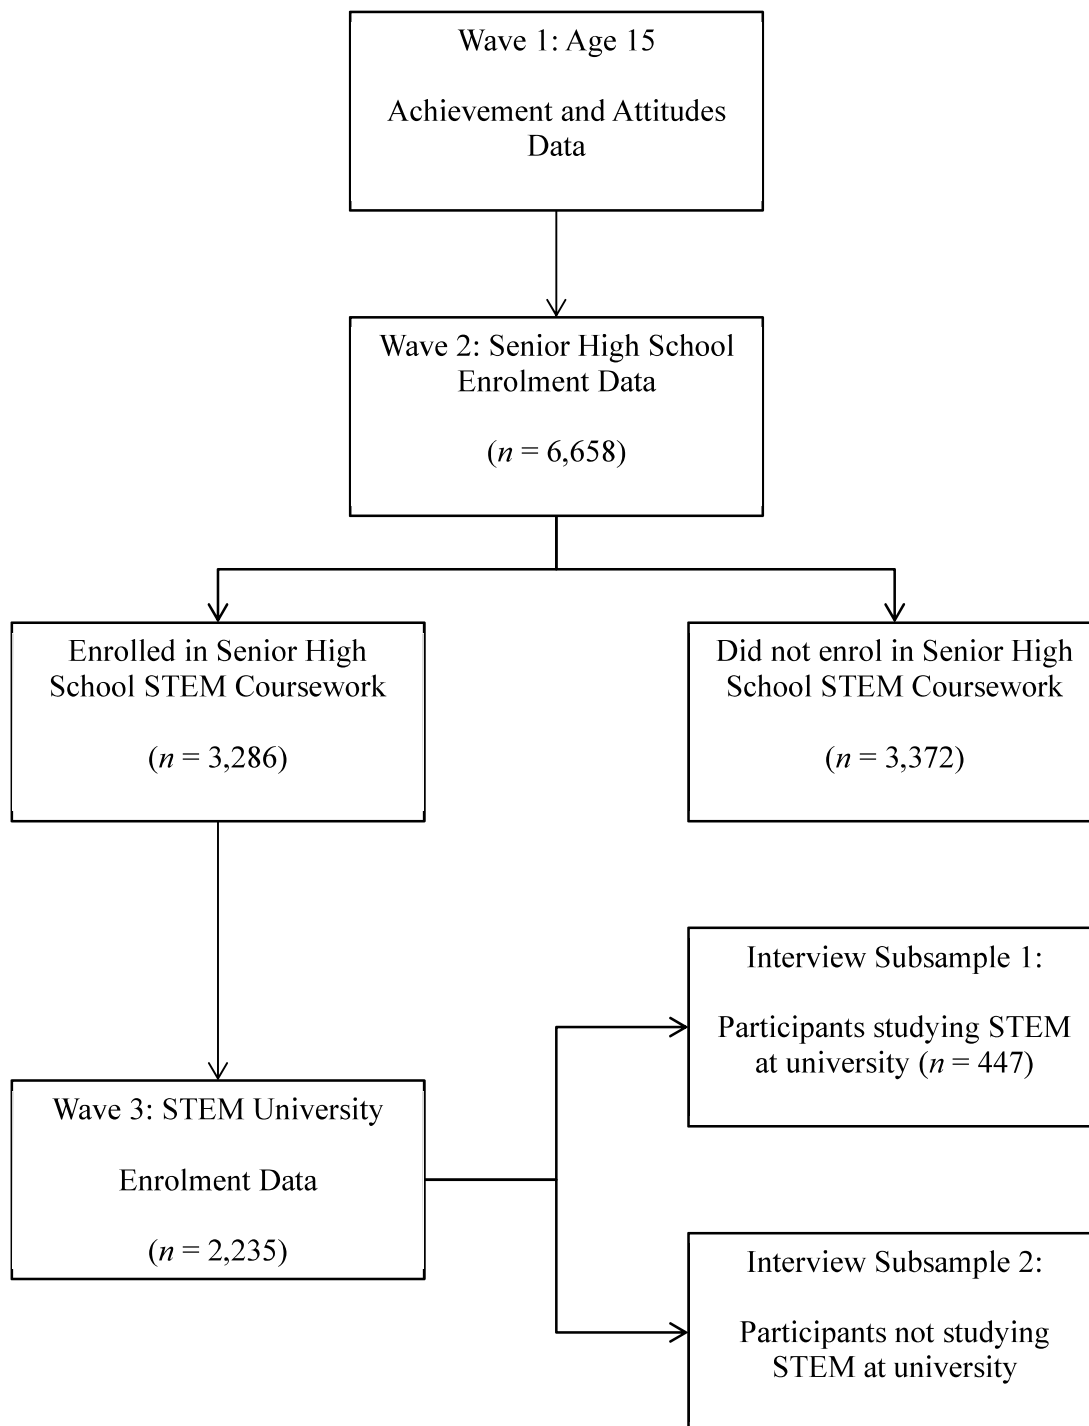 Wave 1: Age 15
Achievement and Attitudes
Data
Wave 2: Senior High School
Enrolment Data
(n = 6,658)
Enrolled in Senior High
School STEM Coursework
(n = 3,286)
Did not enrol in Senior High
School STEM Coursework
(n = 3,372)
Interview Subsample 1:
Participants studying STEM
at university (n = 447)
Wave 3: STEM University
Enrolment Data
(n = 2,235)
Interview Subsample 2:
Participants not studying
STEM at university